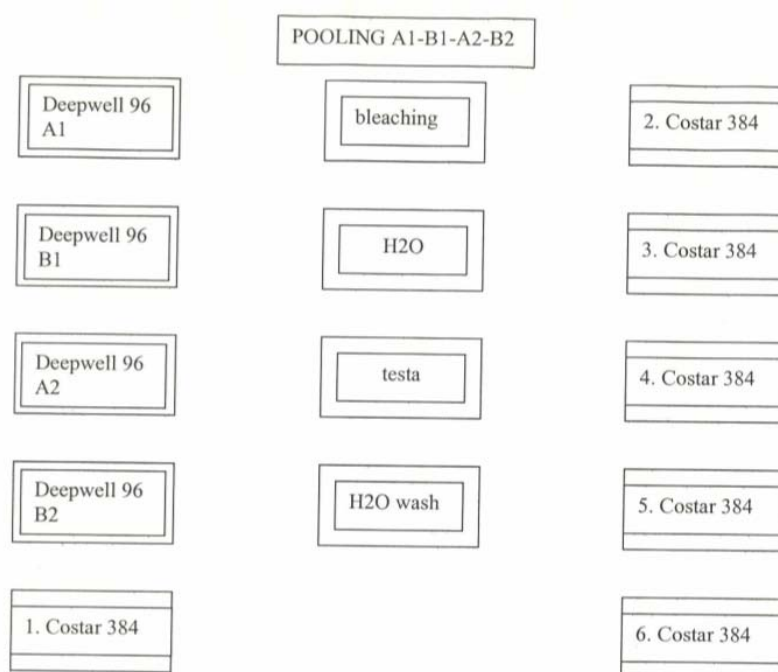 POOLING A1-B1-A2-B2
Deepwell 96
A1
bleaching
2. Costar 384
Deepwell 96
B1
H2O
3. Costar 384
Deepwell 96
A2
testa
4. Costar 384
Deepwell 96
B2
H2O wash
5. Costar 384
1. Costar 384
6. Costar 384